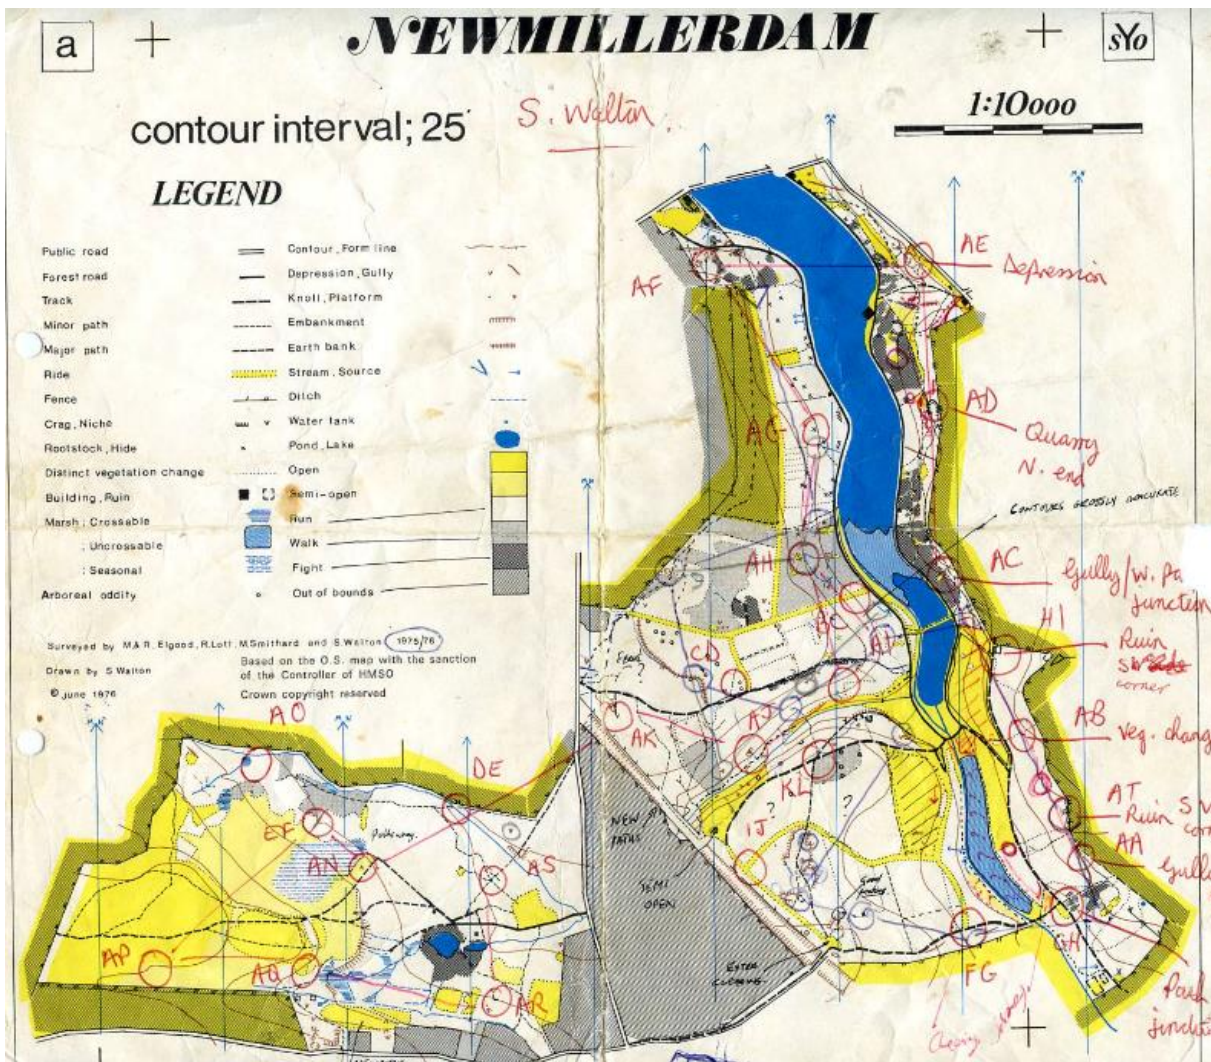 a
NEWMILLERDAM
SYO
contour interval; 25'
S. Walton.
1:10000
LEGEND
Public road
Forest road
Track
Minor path
Major path
Ride
Fence
Crag, Niche
Rootstock, Hide
Distinct vegetation change
Building, Ruin
Marsh; Crossable
; Uncrossable
; Seasonal
Arboreal oddity
Contour, Form line
Depression, Gully
Knoll, Platform
Embankment
Earth bank
Stream, Source
Ditch
Water tank
Pond, Lake
Open
Semi-open
Run
Walk
Fight
Out of bounds
Surveyed by M.&R. Elgood, R.Lott, M.Smithard and S.Walton 1975/76
Drawn by S Walton
© June 1976
Based on the O.S. map with the sanction
of the Controller of HMSO
Crown copyright reserved
AE
Depression
AF
AD
Quarry
N. end
AG
CONTOURS GROSSLY INACCURATE
AH
AC
Gully/W. Pa
junction
BC
HI
Ruin
SW side
corner
CD
AI
AB
Veg. chang
AJ
AK
AO
DE
KL
AT
Ruin S W
corn
AA
Gully
EF
Pathway
NEW
PATHS
IJ
AN
AS
SEMI
OPEN
AP
AQ
AR
FG
GH
EXTRA
CLEARING
Path
junction